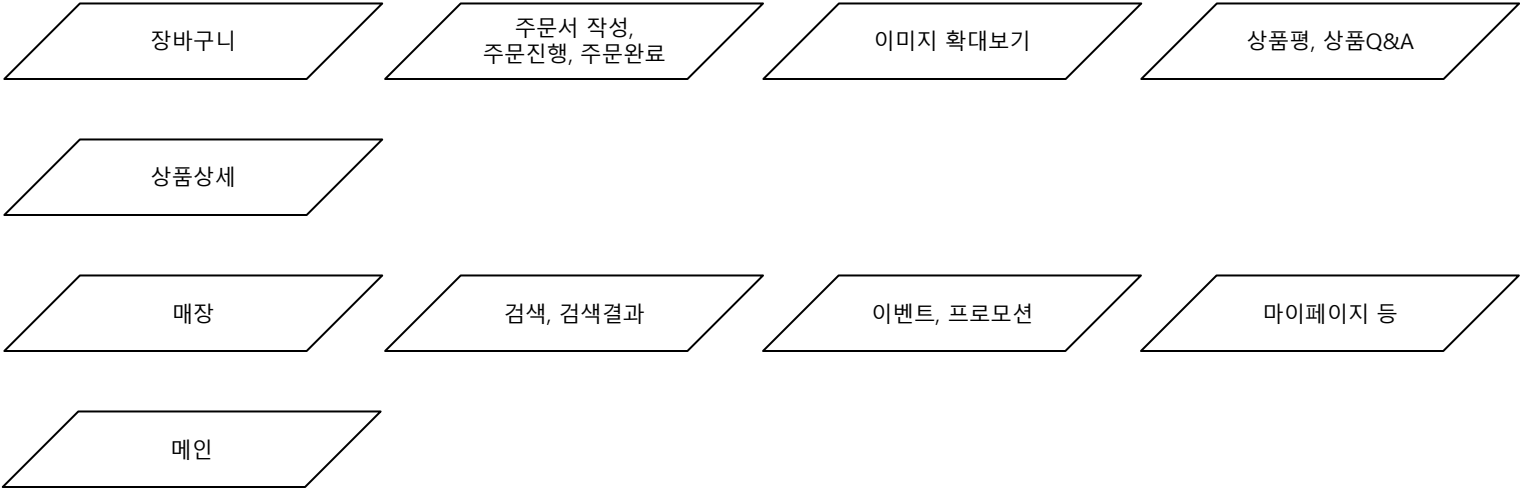 장바구니
주문서 작성,
주문진행, 주문완료
이미지 확대보기
상품평, 상품Q&A
상품상세
매장
검색, 검색결과
이벤트, 프로모션
마이페이지 등
메인